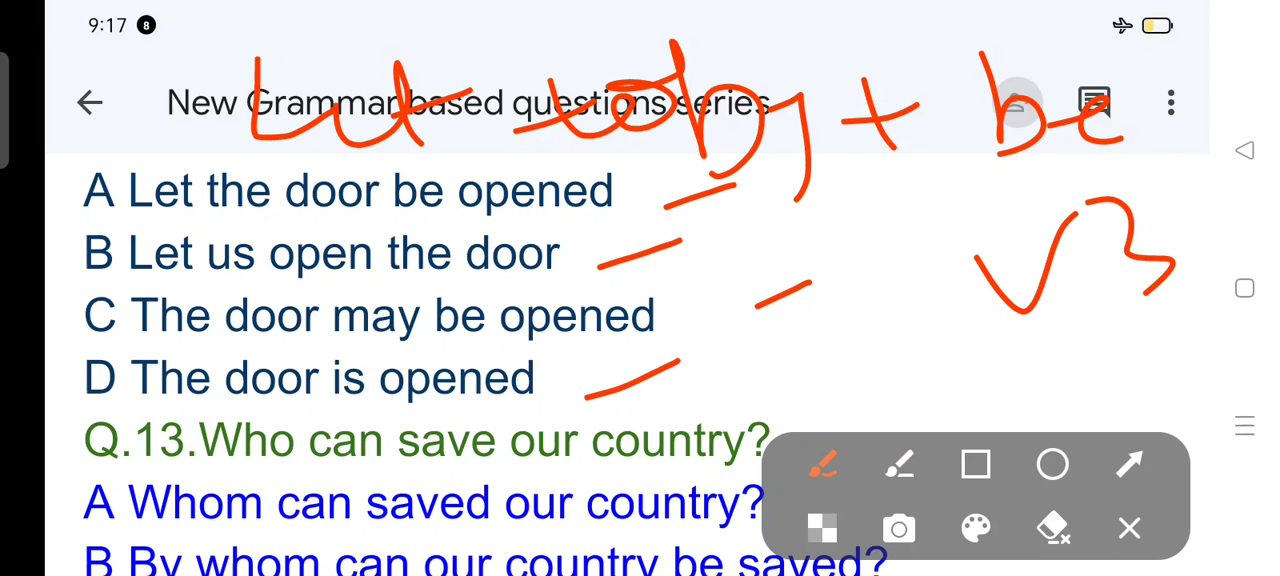 9:17 8
New Grammar based questions series
Let to obj + be
V3
A Let the door be opened
B Let us open the door
C The door may be opened
D The door is opened
Q.13.Who can save our country?
A Whom can saved our country?
B By whom can our country be saved?